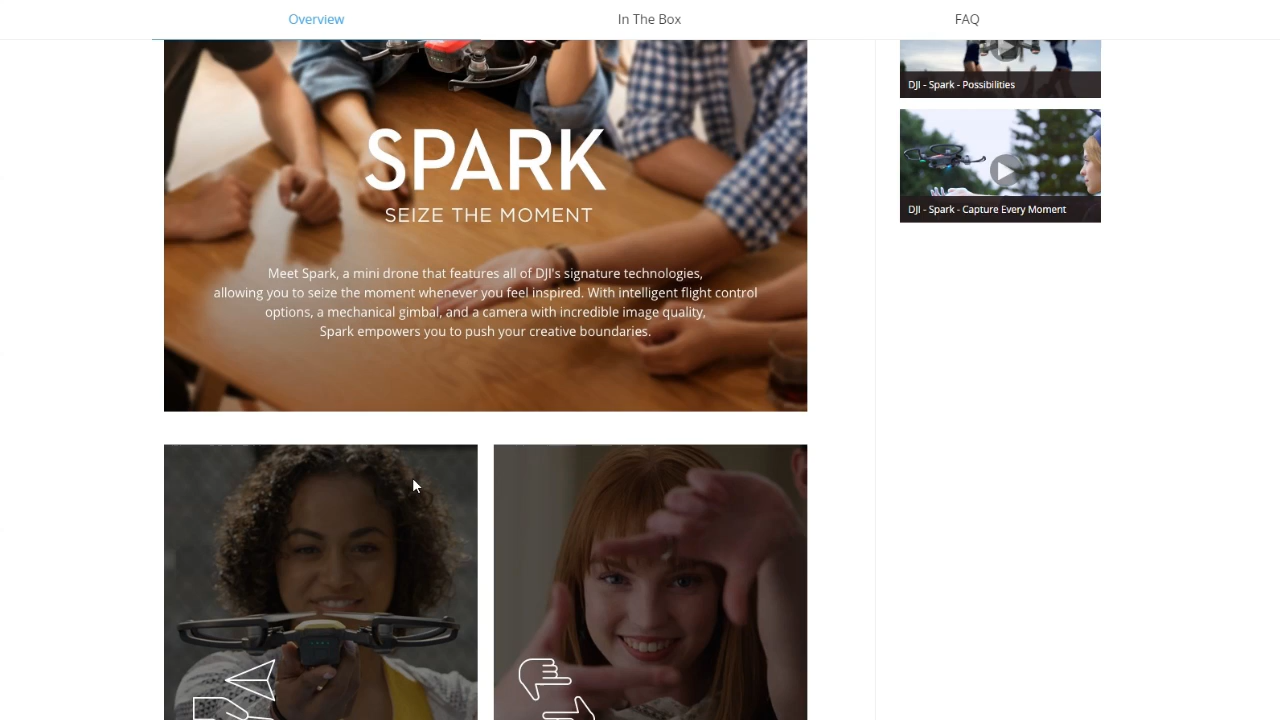 Overview
In The Box
FAQ
DJI - Spark - Possibilities
SPARK
SEIZE THE MOMENT
DJI - Spark - Capture Every Moment
Meet Spark, a mini drone that features all of DJI's signature technologies,
allowing you to seize the moment whenever you feel inspired. With intelligent flight control
options, a mechanical gimbal, and a camera with incredible image quality,
Spark empowers you to push your creative boundaries.